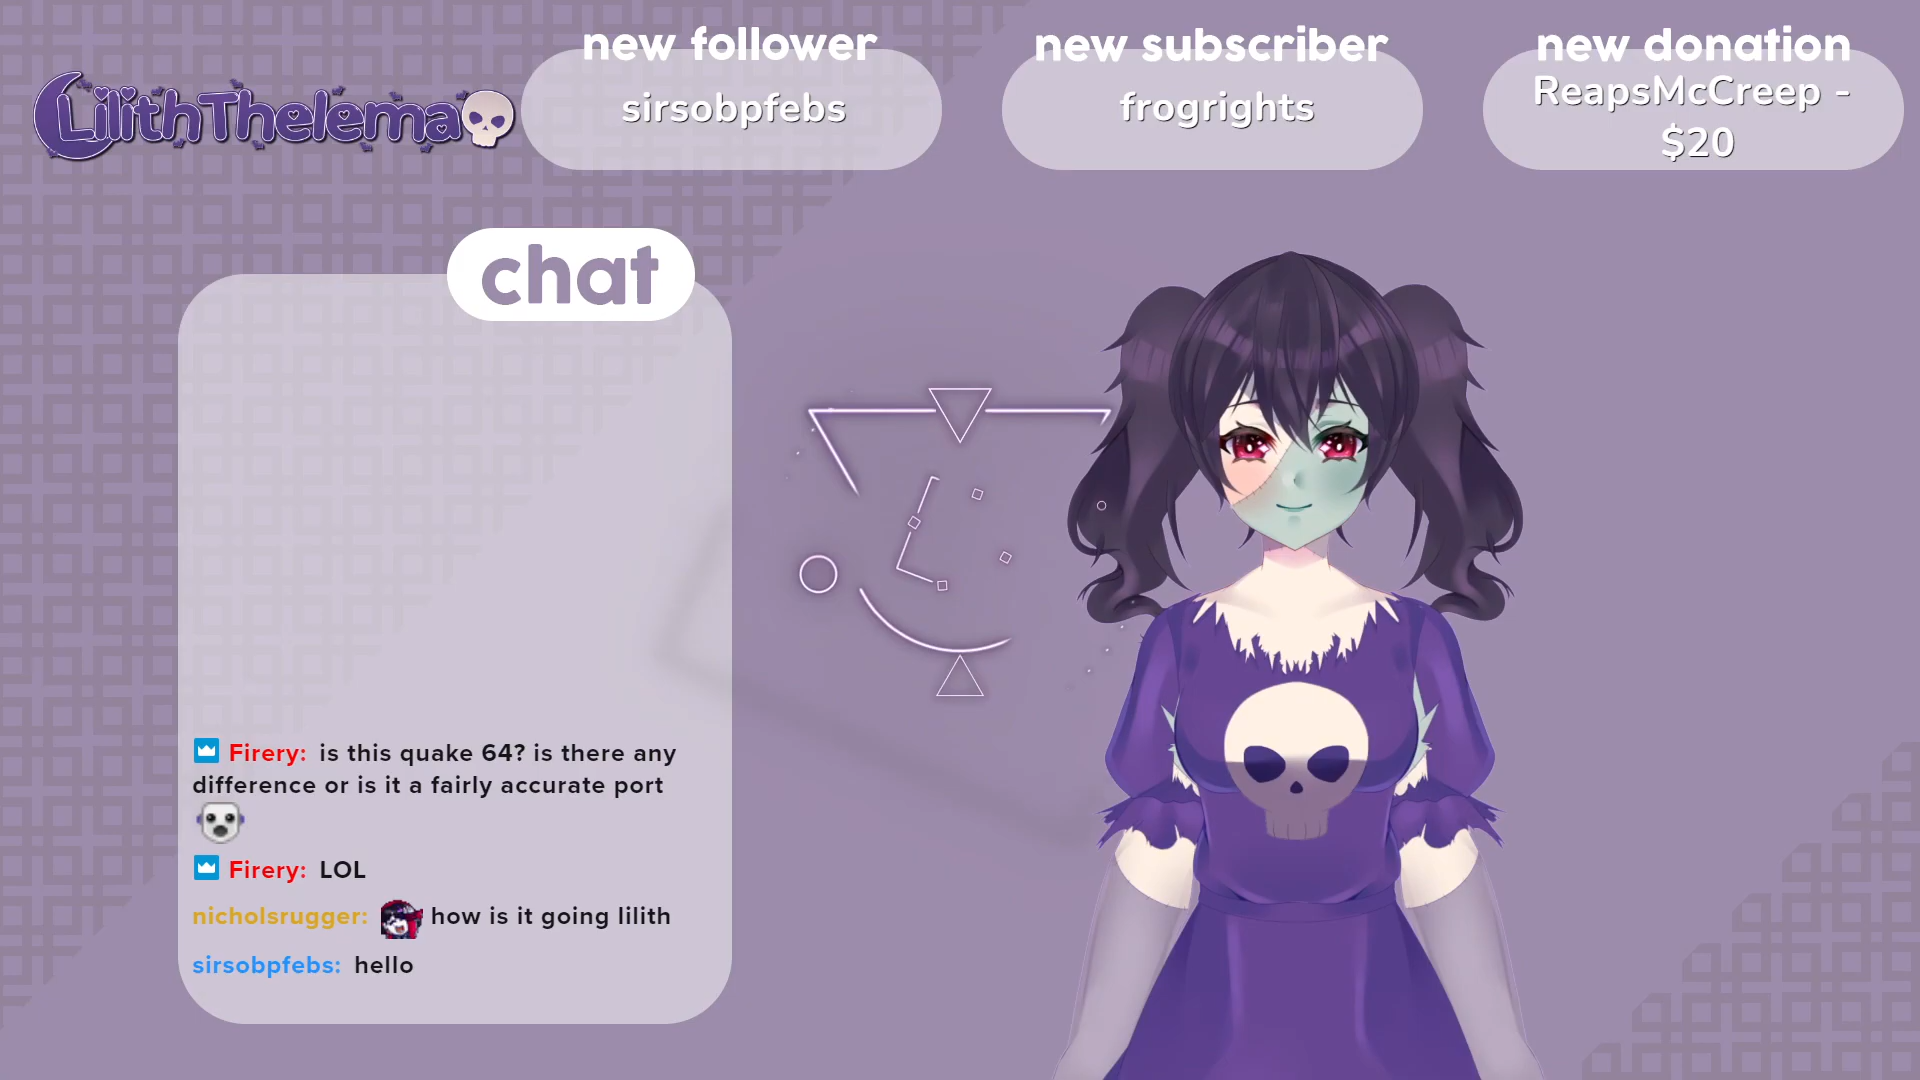 LilithThelema
new follower
sirsobpfebs
new subscriber
frogrights
new donation
ReapsMcCreep -
$20
chat
Firery: is this quake 64? is there any
difference or is it a fairly accurate port
Firery: LOL
nicholsrugger: how is it going lilith
sirsobpfebs: hello